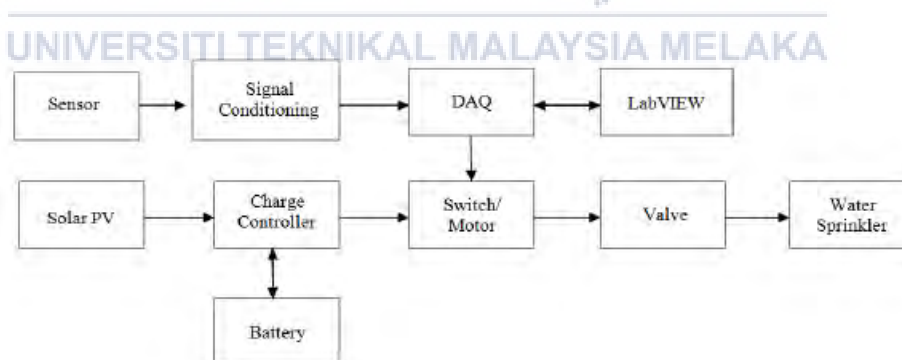 UNIVERSITI TEKNIKAL MALAYSIA MELAKA
Sensor
Signal
Conditioning
DAQ
LabVIEW
Solar PV
Charge
Controller
Switch/
Motor
Valve
Water
Sprinkler
Battery